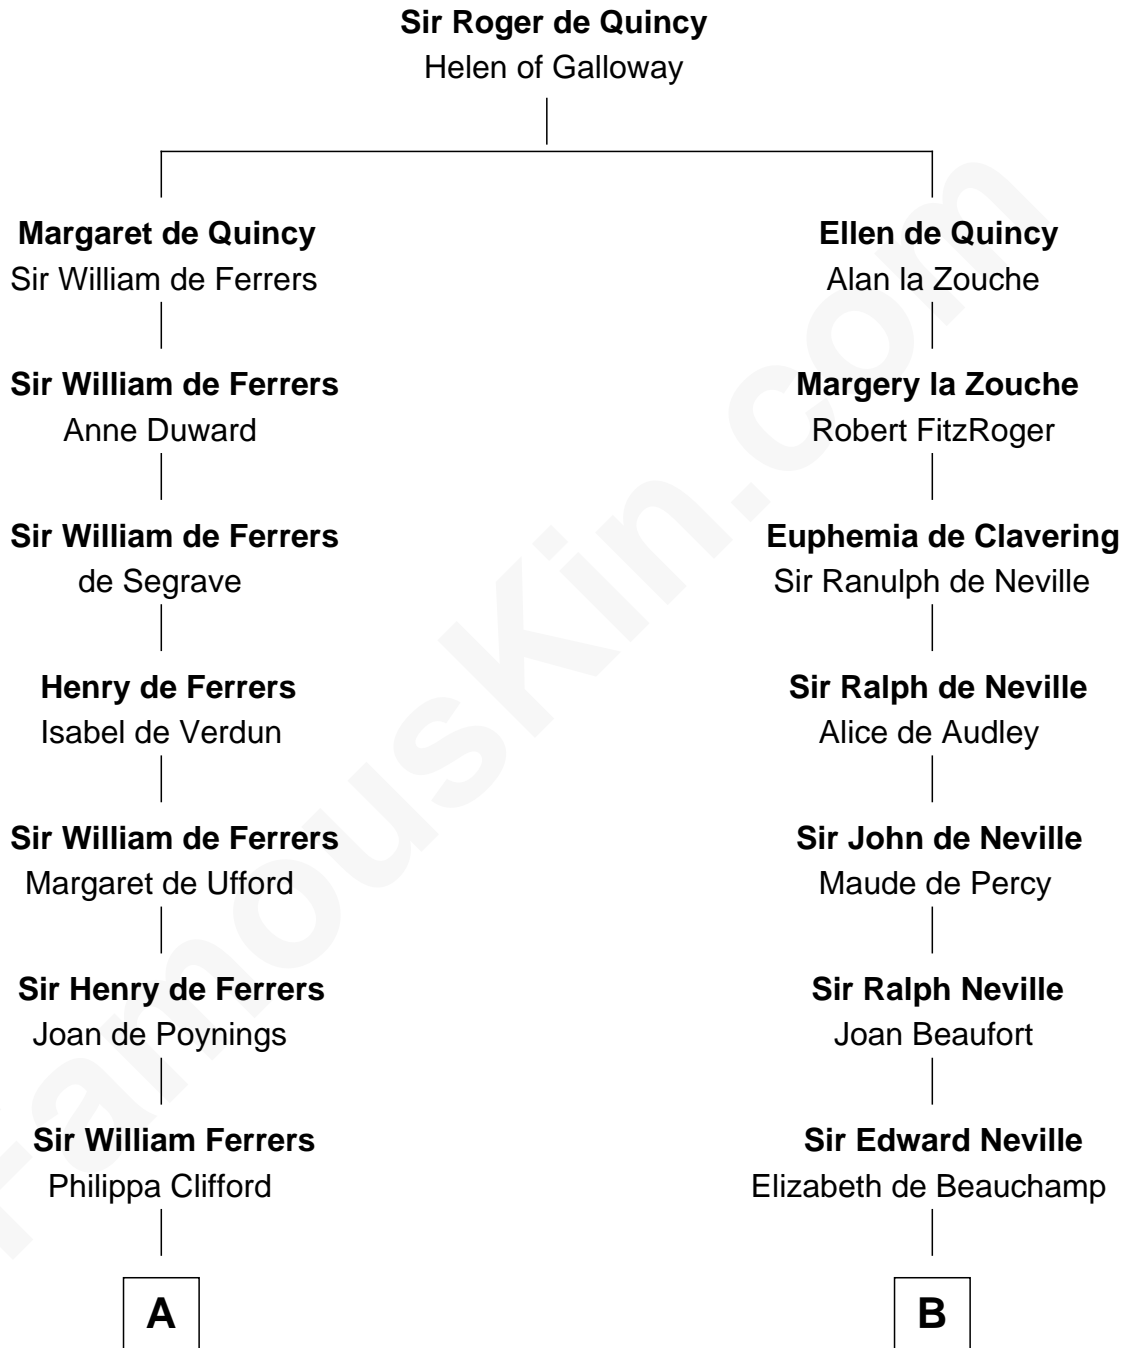 Sir Roger de Quincy
Helen of Galloway
Margaret de Quincy
Sir William de Ferrers
Ellen de Quincy
Alan la Zouche
Sir William de Ferrers
Anne Duward
Margery la Zouche
Robert FitzRoger
Sir William de Ferrers
de Segrave
Euphemia de Clavering
Sir Ranulph de Neville
Henry de Ferrers
Isabel de Verdun
Sir Ralph de Neville
Alice de Audley
Sir William de Ferrers
Margaret de Ufford
Sir John de Neville
Maude de Percy
Sir Henry de Ferrers
Joan de Poynings
Sir Ralph Neville
Joan Beaufort
Sir William Ferrers
Philippa Clifford
Sir Edward Neville
Elizabeth de Beauchamp
A
B
FamousKin.com